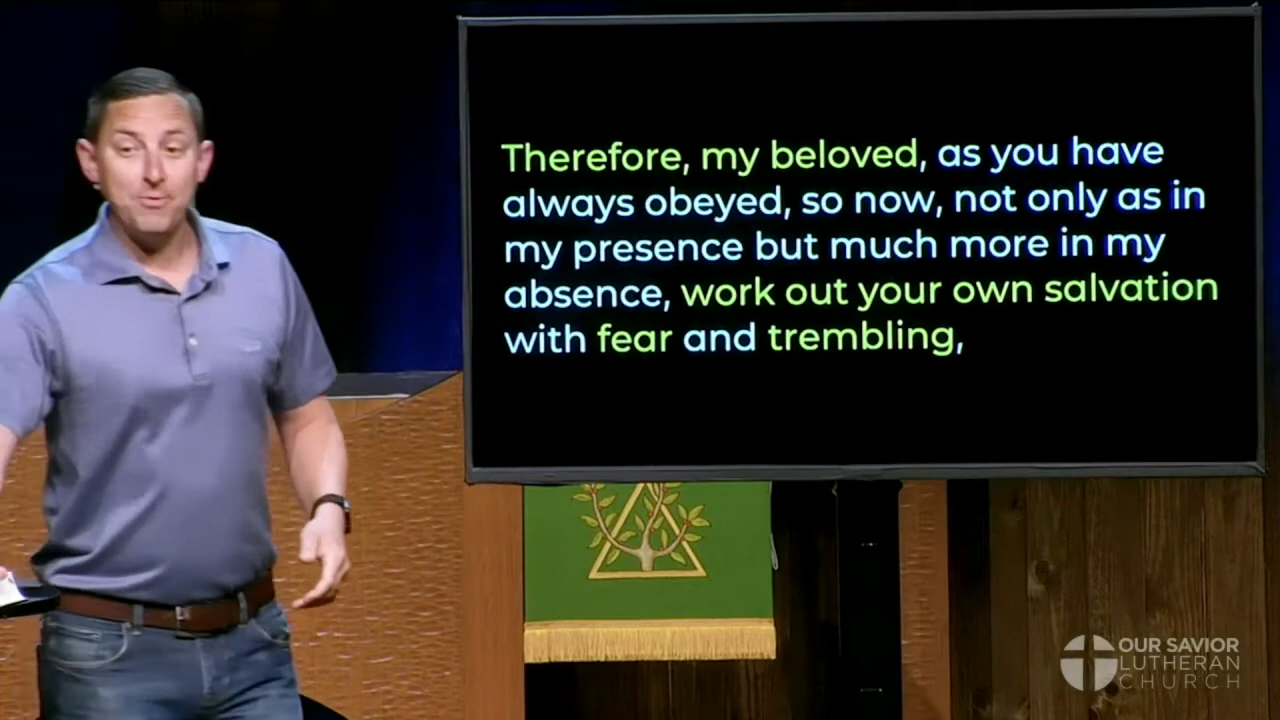 Therefore, my beloved, as you have
always obeyed, so now, not only as in
my presence but much more in my
absence, work out your own salvation
with fear and trembling,
OUR SAVIOR
LUTHERAN
CHURCH